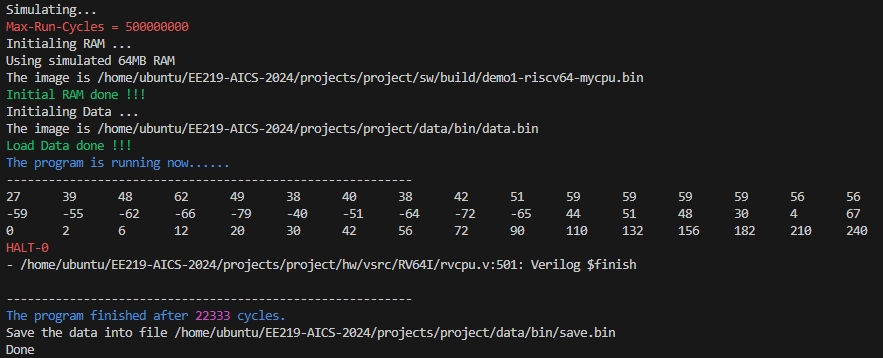 Simulating...
Max-Run-Cycles = 500000000
Initialing RAM ...
Using simulated 64MB RAM
The image is /home/ubuntu/EE219-AICS-2024/projects/project/sw/build/demo1-riscv64-mycpu.bin
Initial RAM done !!!
Initialing Data ...
The image is /home/ubuntu/EE219-AICS-2024/projects/project/data/bin/data.bin
Load Data done !!!
The program is running now......
----------------------------------------------------------
27 39 48 62 49 38 40 38 42 51 59 59 59 59 56 56
-59 -55 -62 -66 -79 -40 -51 -64 -72 -65 44 51 48 30 4 67
0 2 6 12 20 30 42 56 72 90 110 132 156 182 210 240
HALT-0
- /home/ubuntu/EE219-AICS-2024/projects/project/hw/vsrc/RV64I/rvcpu.v:501: Verilog $finish
----------------------------------------------------------
The program finished after 22333 cycles.
Save the data into file /home/ubuntu/EE219-AICS-2024/projects/project/data/bin/save.bin
Done